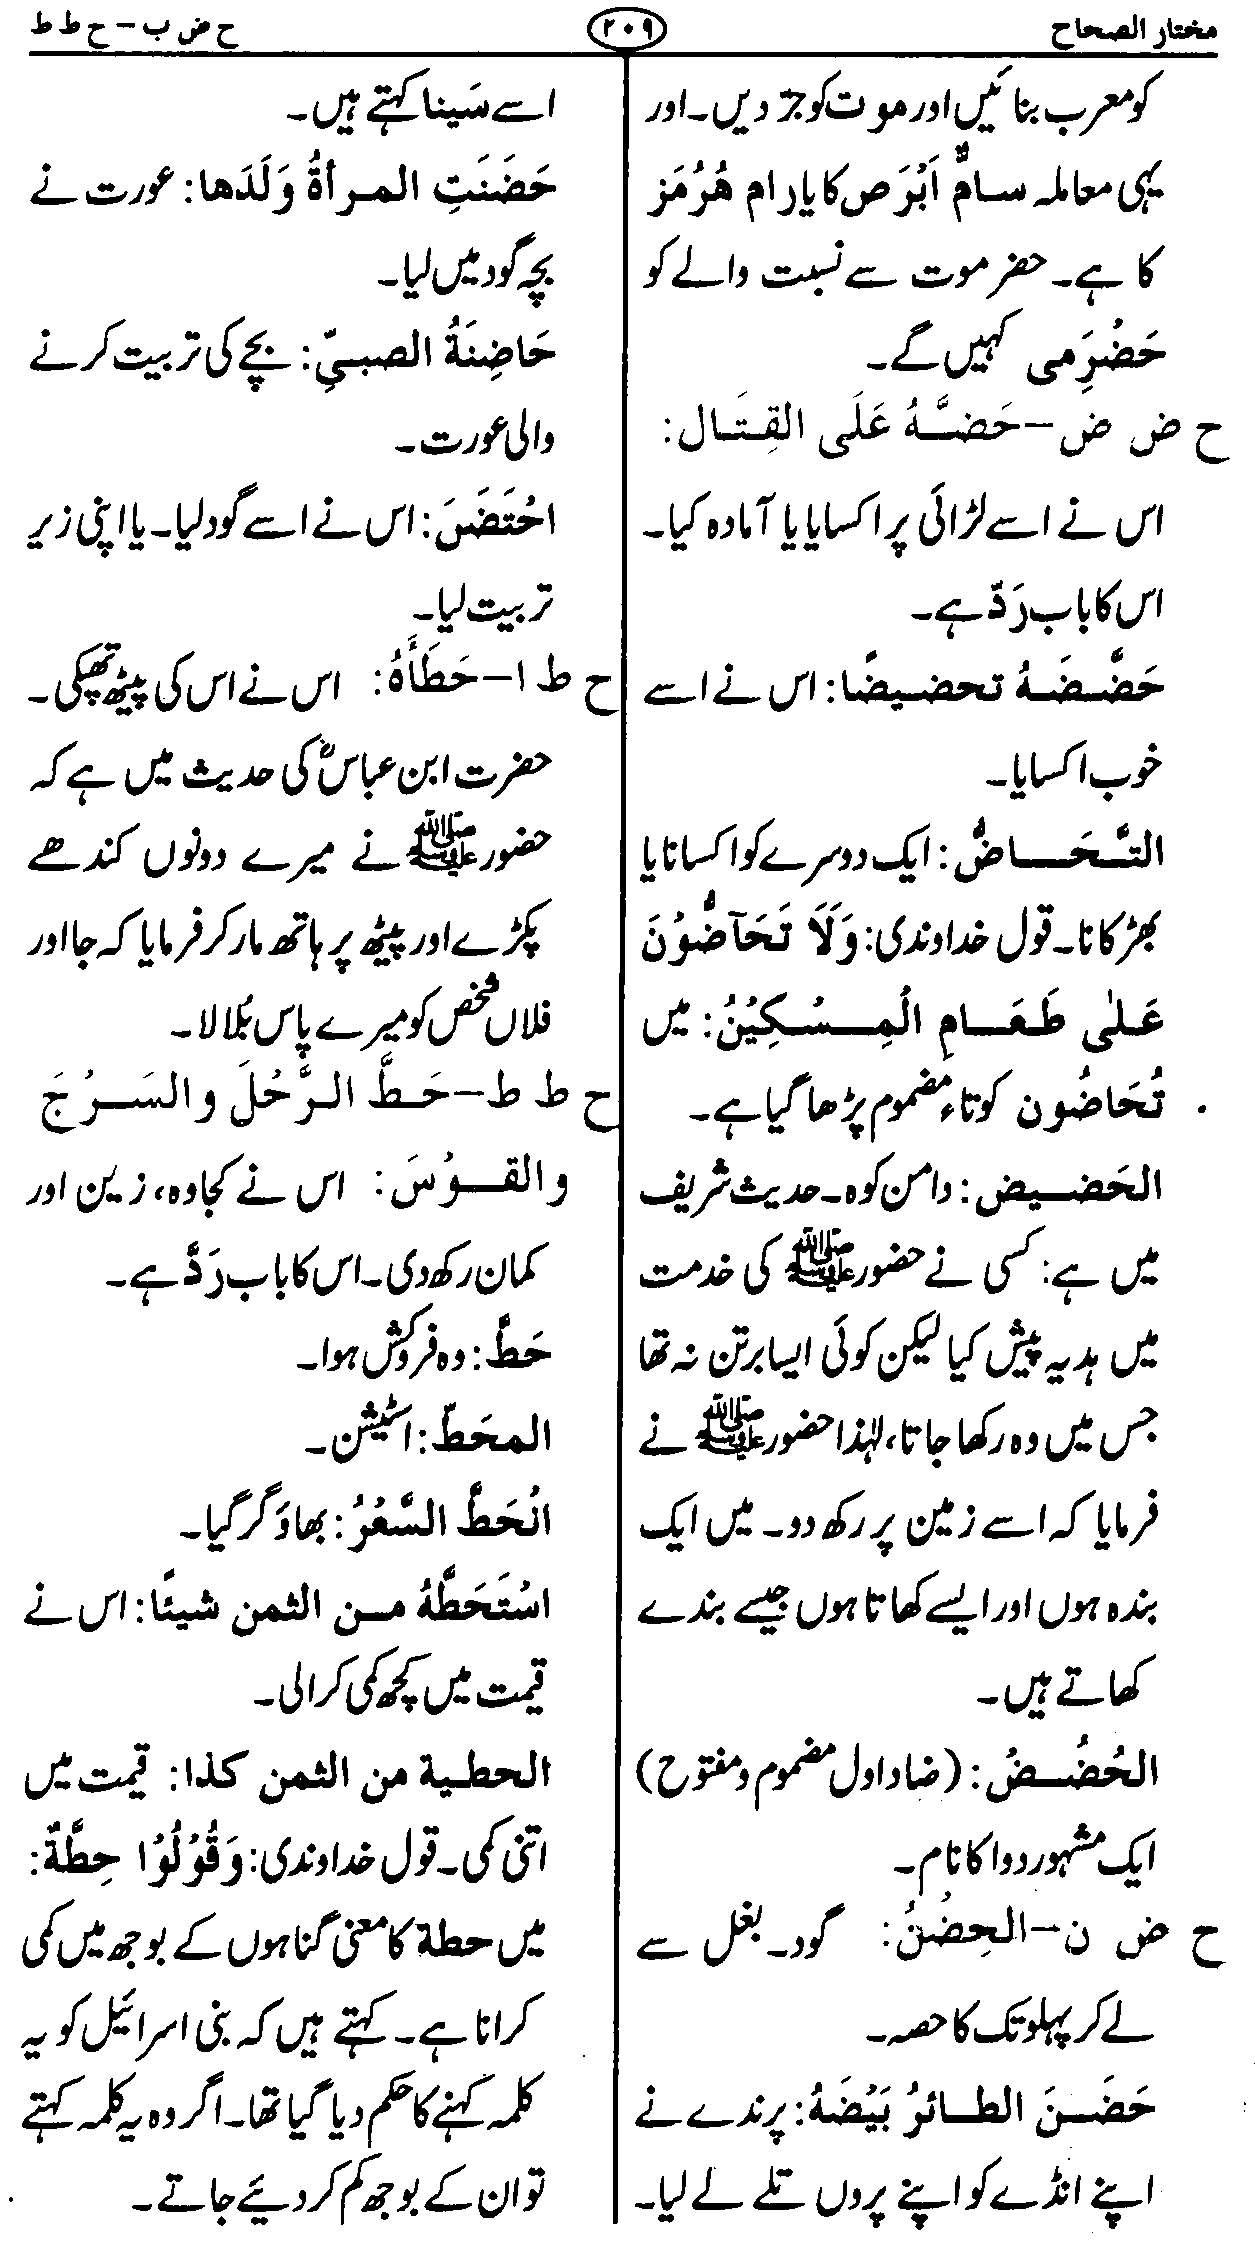 مختار الصحاح
۲۰۹
ح ض ب – ح ط ط
کو معرب بنائیں اور موت کو جرّ دیں۔ اور
یہی معاملہ سامٌّ اَبْرَص کا یا رام هُرْمَز
کا ہے۔ حضر موت سے نسبت والے کو
حَضْرَمی کہیں گے۔
ح ض ض – حَضَّهُ عَلَى القِتَال:
اس نے اسے لڑائی پر اکسایا یا آمادہ کیا۔
اس کا باب رَدّ ہے۔
حَضَّضَهُ تحضيضًا: اس نے اسے
خوب اکسایا۔
التَّحَاضُّ: ایک دوسرے کو اکسانا یا
بھڑکانا۔ قول خداوندی: وَلَا تَحَآضُّوْنَ
عَلٰى طَعَامِ الْمِسْكِيْنُ: میں
تُحَاضُون کو تاء مضموم پڑھا گیا ہے۔
الحَضيض: دامن کوہ۔ حدیث شریف
میں ہے: کسی نے حضور ﷺ کی خدمت
میں ہدیہ پیش کیا لیکن کوئی ایسا برتن نہ تھا
جس میں وہ رکھا جاتا، لہٰذا حضور ﷺ نے
فرمایا کہ اسے زمین پر رکھ دو۔ میں ایک
بندہ ہوں اور ایسے کھاتا ہوں جیسے بندے
کھاتے ہیں۔
الحُضُضُ: (ضاد اول مضموم و مفتوح)
ایک مشہور دوا کا نام۔
ح ض ن – الحِضْنُ: گود۔ بغل سے
لے کر پہلو تک کا حصہ۔
حَضَنَ الطائرُ بَيْضَهُ: پرندے نے
اپنے انڈے کو اپنے پروں تلے لے لیا۔
اسے سَینا کہتے ہیں۔
حَضَنَتِ المرأةُ وَلَدَها: عورت نے
بچہ گود میں لیا۔
حَاضِنَةُ الصبيِّ: بچے کی تربیت کرنے
والی عورت۔
احْتَضَنَ: اس نے اسے گود لیا۔ یا اپنی زیر
تربیت لیا۔
ح ط ا – حَطَأَهُ: اس نے اس کی پیٹھ تھپکی۔
حضرت ابن عباسؓ کی حدیث میں ہے کہ
حضور ﷺ نے میرے دونوں کندھے
پکڑے اور پیٹھ پر ہاتھ مار کر فرمایا کہ جا اور
فلاں شخص کو میرے پاس بُلا لا۔
ح ط ط – حَطَّ الرَّحْلَ و السَرْجَ
و القوْسَ: اس نے کجاوہ، زین اور
کمان رکھ دی۔ اس کا باب رَدَّ ہے۔
حَطَّ: وہ فروکش ہوا۔
المحَطّ: اسٹیشن۔
انْحَطَّ السَّعْرُ: بھاؤ گر گیا۔
اسْتَحَطَّهُ من الثمن شيئًا: اس نے
قیمت میں کچھ کمی کرا لی۔
الحطيبة من الثمن كذا: قیمت میں
اتنی کمی۔ قول خداوندی: وَقُوْلُوْا حِطَّةٌ:
میں حطة کا معنی گناہوں کے بوجھ میں کمی
کرانا ہے۔ کہتے ہیں کہ بنی اسرائیل کو یہ
کلمہ کہنے کا حکم دیا گیا تھا۔ اگر وہ یہ کلمہ کہتے
تو ان کے بوجھ کم کر دیئے جاتے۔